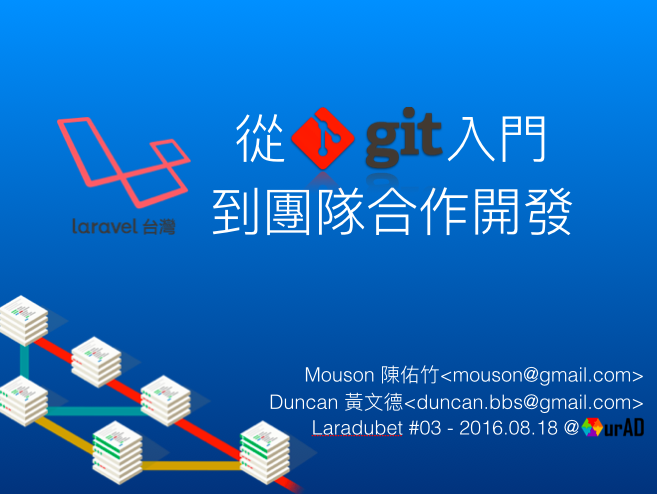 從 git 入門
到團隊合作開發
laravel 台灣
Mouson 陳佑竹<mouson@gmail.com>
Duncan 黃文德<duncan.bbs@gmail.com>
Laradubet #03 - 2016.08.18 @urAD